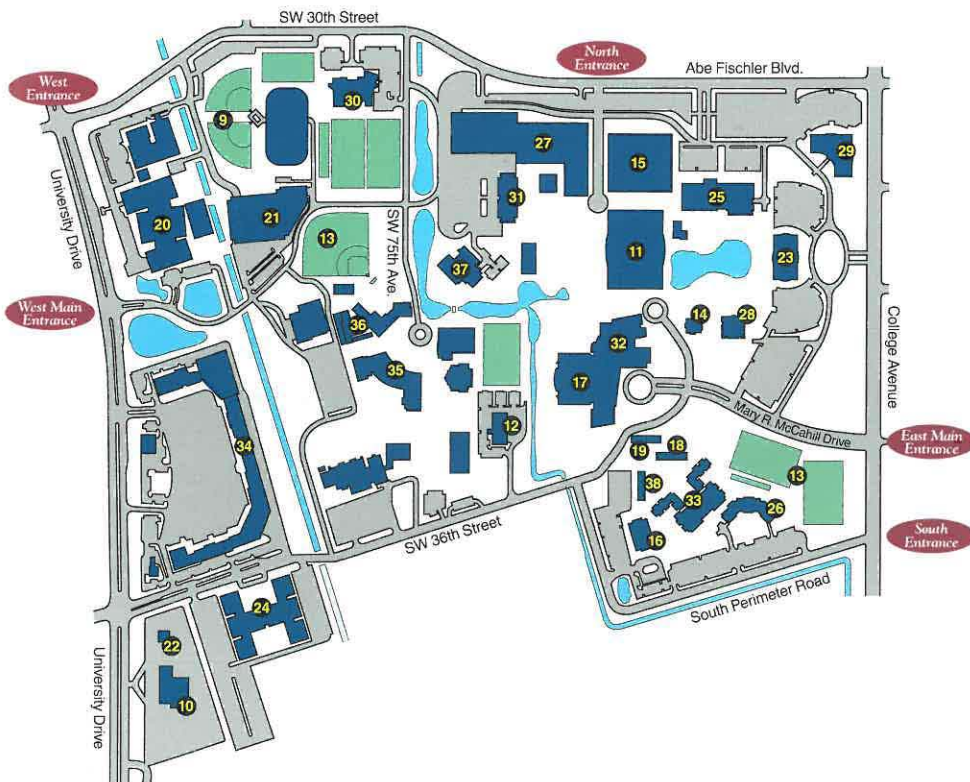 SW 30th Street
North
Entrance
Abe Fischler Blvd.
West
Entrance
30
9
27
15
29
31
25
University Drive
20
21
13
SW 75th Ave.
11
23
37
West Main
Entrance
36
14
28
College Avenue
32
35
17
12
Mary R. McCahill Drive
East Main
Entrance
34
19
18
13
38
33
26
SW 36th Street
16
South
Entrance
South Perimeter Road
24
22
University Drive
10